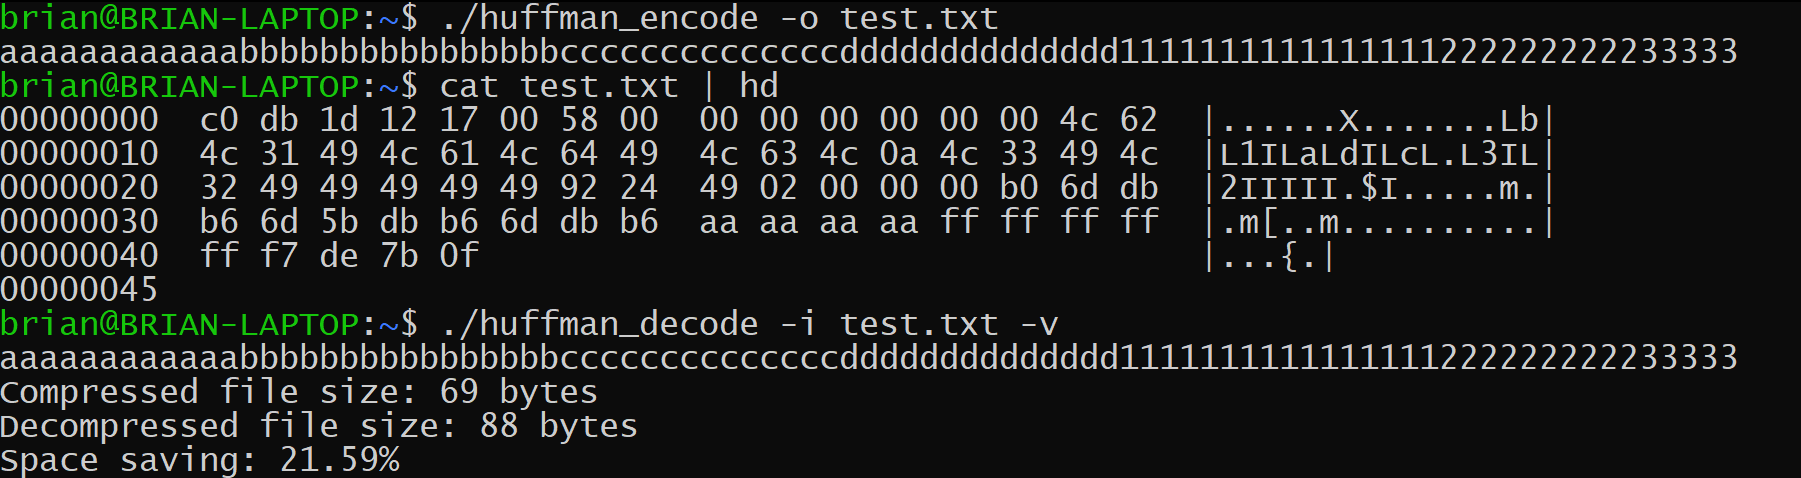 brian@BRIAN-LAPTOP:~$ ./huffman_encode -o test.txt
aaaaaaaaaaaabbbbbbbbbbbbbbbbccccccccccccccdddddddddddddd1111111111111111222222222233333
brian@BRIAN-LAPTOP:~$ cat test.txt | hd
00000000  c0 db 1d 12 17 00 58 00  00 00 00 00 00 00 4c 62  |......X.......Lb|
00000010  4c 31 49 4c 61 4c 64 49  4c 63 4c 0a 4c 33 49 4c  |L1ILaLdILcL.L3IL|
00000020  32 49 49 49 49 49 92 24  49 02 00 00 00 b0 6d db  |2IIIII.$I.....m.|
00000030  b6 6d 5b db b6 6d db b6  aa aa aa aa ff ff ff ff  |.m[..m..........|
00000040  ff f7 de 7b 0f                                    |...{.|
00000045
brian@BRIAN-LAPTOP:~$ ./huffman_decode -i test.txt -v
aaaaaaaaaaaabbbbbbbbbbbbbbbbccccccccccccccdddddddddddddd1111111111111111222222222233333
Compressed file size: 69 bytes
Decompressed file size: 88 bytes
Space saving: 21.59%